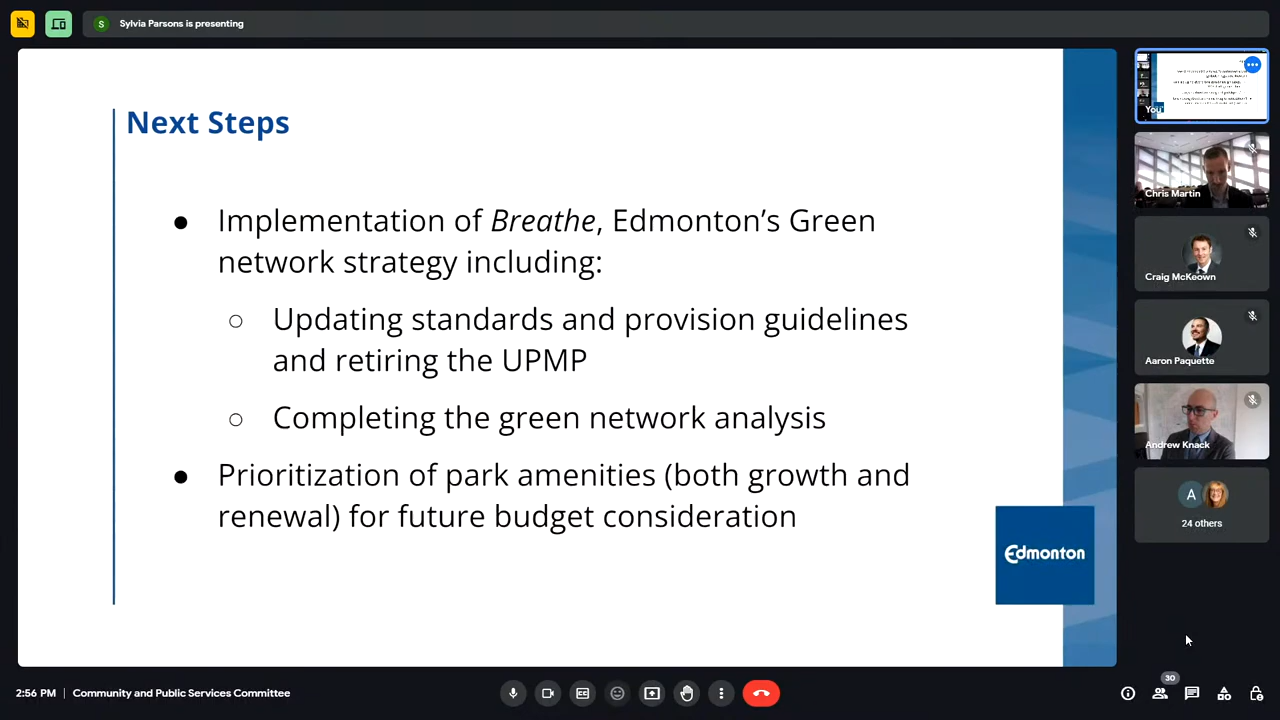 Sylvia Parsons is presenting
S
Next Steps
● Implementation of Breathe, Edmonton’s Green
network strategy including:
○ Updating standards and provision guidelines
and retiring the UPMP
○ Completing the green network analysis
● Prioritization of park amenities (both growth and
renewal) for future budget consideration
Edmonton
You
Chris Martin
Craig McKeown
Aaron Paquette
Andrew Knack
A
24 others
2:56 PM | Community and Public Services Committee
30